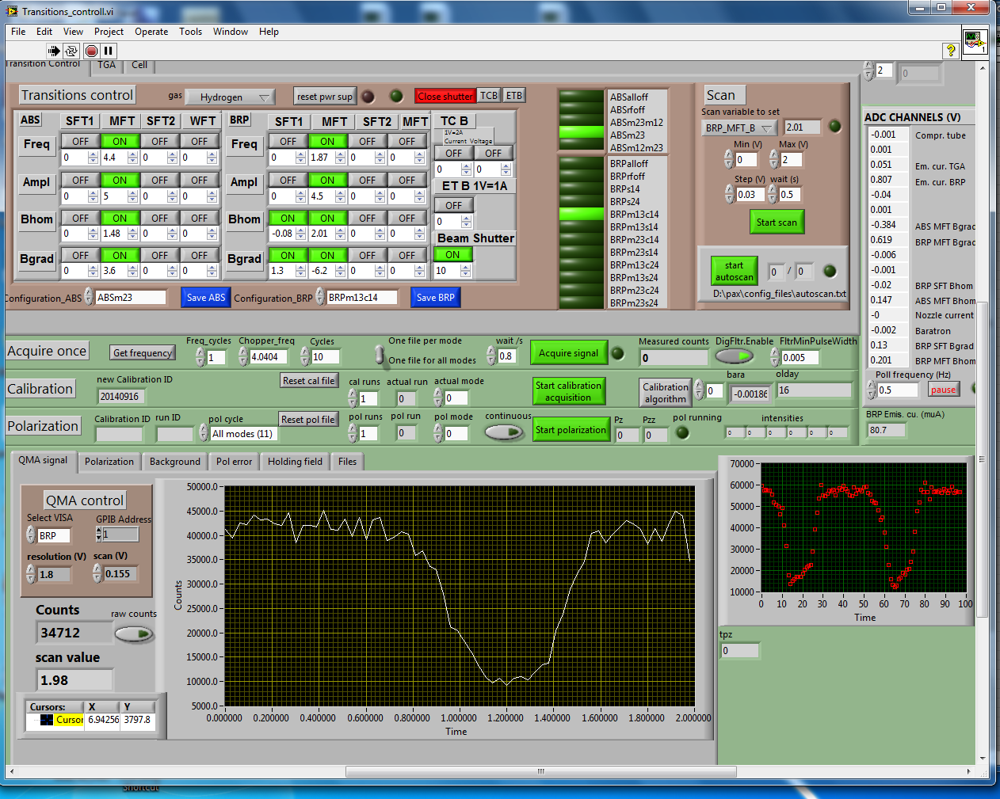 Transitions_controll.vi
File Edit View Project Operate Tools Window Help
Transition Control TGA Cell
2 0
Transitions control gas Hydrogen reset pwr sup Close shutter TCB ETB
ABS SFT1 MFT SFT2 WFT BRP SFT1 MFT SFT2 MFT TC B
1V=2A
Current Voltage
Freq OFF ON OFF OFF Freq OFF ON OFF OFF OFF OFF
0 4.4 0 0 0 1.87 0 0 0 0
Ampl OFF ON OFF OFF Ampl OFF ON OFF OFF ET B 1V=1A
0 5 0 0 0 4.5 0 0 OFF
Bhom OFF ON OFF OFF Bhom ON ON OFF OFF 0
0 1.48 0 0 -0.08 2.01 0 0 Beam Shutter
Bgrad OFF ON OFF OFF Bgrad ON ON OFF OFF ON
0 3.6 0 0 1.3 -6.2 0 0 10
Configuration_ABS ABSm23 Save ABS Configuration_BRP BRPm13c14 Save BRP
ABSalloff
ABSrfoff
ABSm23m12
ABSm23
ABSm12m23
BRPalloff
BRPrfoff
BRPs14
BRPs24
BRPm13c14
BRPm13s14
BRPm23c14
BRPm23s14
BRPm13c24
BRPm13s24
BRPm23c24
BRPm23s24
Scan
Scan variable to set
BRP_MFT_B 2.01
Min (V) Max (V)
0 2
Step (V) wait (s)
0.03 0.5
Start scan
start autoscan 0 / 0
D:\pax\config_files\autoscan.txt
ADC CHANNELS (V)
-0.001 Compr. tube
0.001
0.051 Em. cur. TGA
0.807 Em. cur. BRP
-0.04
0.001
-0.384 ABS MFT Bgrad
0.619 BRP MFT Bgrad
-0.006
-0.001
-0.02 BRP SFT Bhom
0.147 ABS MFT Bhom
-0 Nozzle current
-0.002 Baratron
0.13 BRP SFT Bgrad
0.201 BRP MFT Bhom
Poll frequency (Hz)
0.5 pause
BRP Emis. cu. (muA)
80.7
Acquire once Get frequency Freq_cycles 1 Chopper_freq 4.0404 Cycles 10
One file per mode
One file for all modes
wait /s 0.8 Acquire signal Measured counts 0 DigFltr.Enable FltrMinPulseWidth 0.005
Calibration new Calibration ID 20140916 Reset cal file cal runs 1 actual run 0 actual mode 0
Start calibration acquisition Calibration algorithm 0 bara -0.00186 olday 16
Polarization Calibration ID run ID pol cycle All modes (11) Reset pol file pol runs 1 pol run 0 pol mode 0 continuous
Start polarization Pz 0 Pzz 0 pol running intensities 0 0 0 0 0 0
QMA signal Polarization Background Pol error Holding field Files
QMA control
Select VISA GPIB Address
BRP 1
resolution (V) scan (V)
1.8 0.155
Counts raw counts
34712
scan value
1.98
Cursors: X Y
Cursor 6.94256 3797.8
50000.0
45000.0
40000.0
35000.0
30000.0
25000.0
20000.0
15000.0
10000.0
5000.0
Counts
0.000000 0.200000 0.400000 0.600000 0.800000 1.000000 1.200000 1.400000 1.600000 1.800000 2.000000
Time
70000
60000
50000
40000
30000
20000
10000
0 10 20 30 40 50 60 70 80 90 100
Time
tpz
0
Shortcut